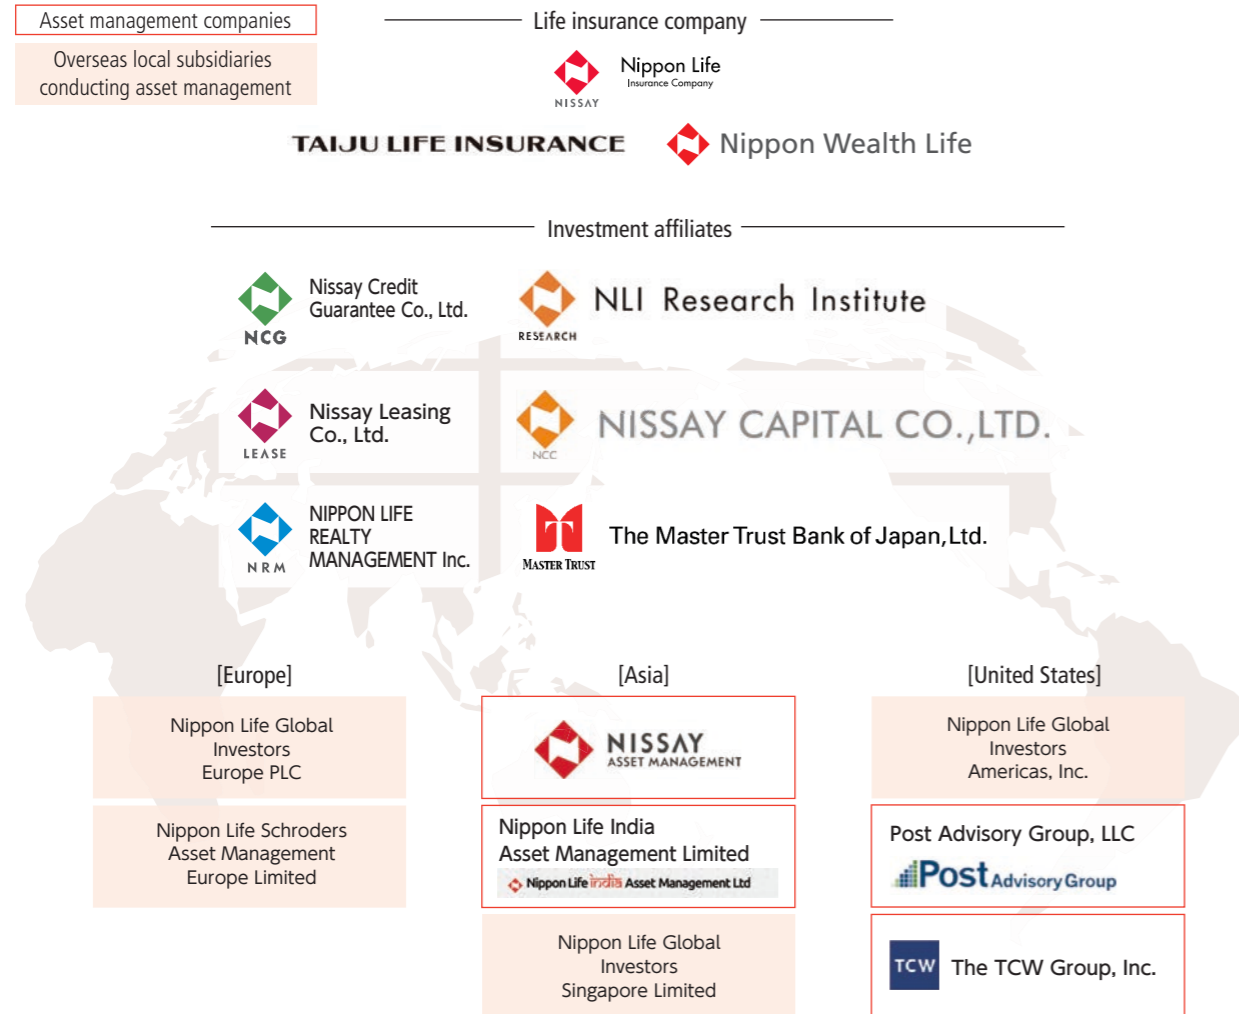 Asset management companies
Overseas local subsidiaries
conducting asset management
Life insurance company
NISSAY
Nippon Life
Insurance Company
TAIJU LIFE INSURANCE
Nippon Wealth Life
Investment affiliates
NCG
Nissay Credit
Guarantee Co., Ltd.
RESEARCH
NLI Research Institute
LEASE
Nissay Leasing
Co., Ltd.
NCC
NISSAY CAPITAL CO.,LTD.
NRM
NIPPON LIFE
REALTY
MANAGEMENT Inc.
MASTER TRUST
The Master Trust Bank of Japan,Ltd.
[Europe]
Nippon Life Global
Investors
Europe PLC
Nippon Life Schroders
Asset Management
Europe Limited
[Asia]
NISSAY
ASSET MANAGEMENT
Nippon Life India
Asset Management Limited
Nippon Life india Asset Management Ltd
Nippon Life Global
Investors
Singapore Limited
[United States]
Nippon Life Global
Investors
Americas, Inc.
Post Advisory Group, LLC
Post Advisory Group
TCW
The TCW Group, Inc.